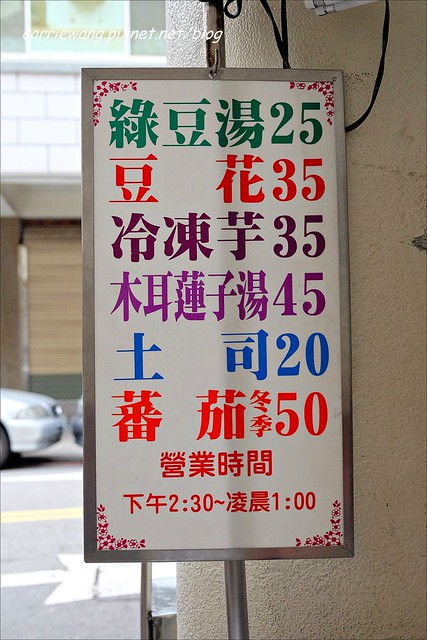 carriewang.pixnet.net/blog
綠豆湯25
豆花35
冷凍芋35
木耳蓮子湯45
土司20
蕃茄冬季50
營業時間
下午2:30~凌晨1:00